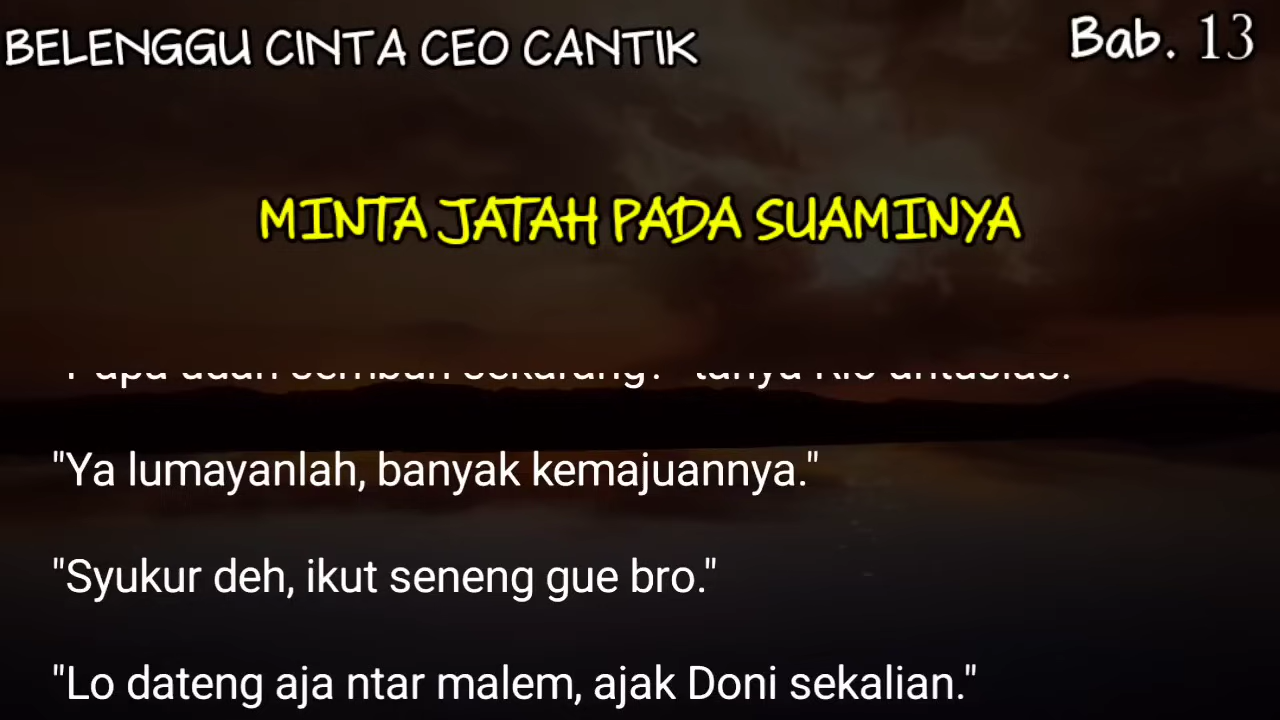 BELENGGU CINTA CEO CANTIK
Bab. 13
MINTA JATAH PADA SUAMINYA
"Ya lumayanlah, banyak kemajuannya."
"Syukur deh, ikut seneng gue bro."
"Lo dateng aja ntar malem, ajak Doni sekalian."